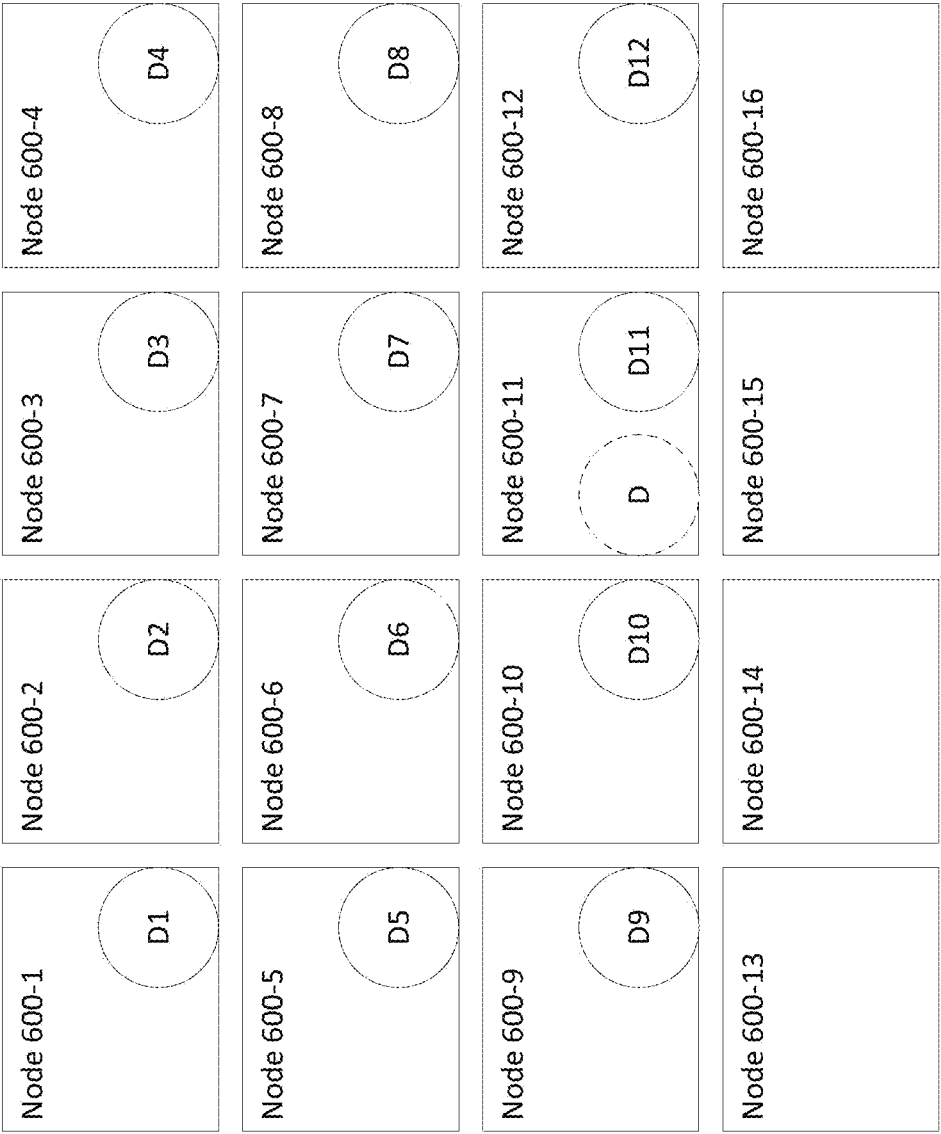 Node 600-1
D1
Node 600-2
D2
Node 600-3
D3
Node 600-4
D4
Node 600-5
D5
Node 600-6
D6
Node 600-7
D7
Node 600-8
D8
Node 600-9
D9
Node 600-10
D10
Node 600-11
D
D11
Node 600-12
D12
Node 600-13
Node 600-14
Node 600-15
Node 600-16